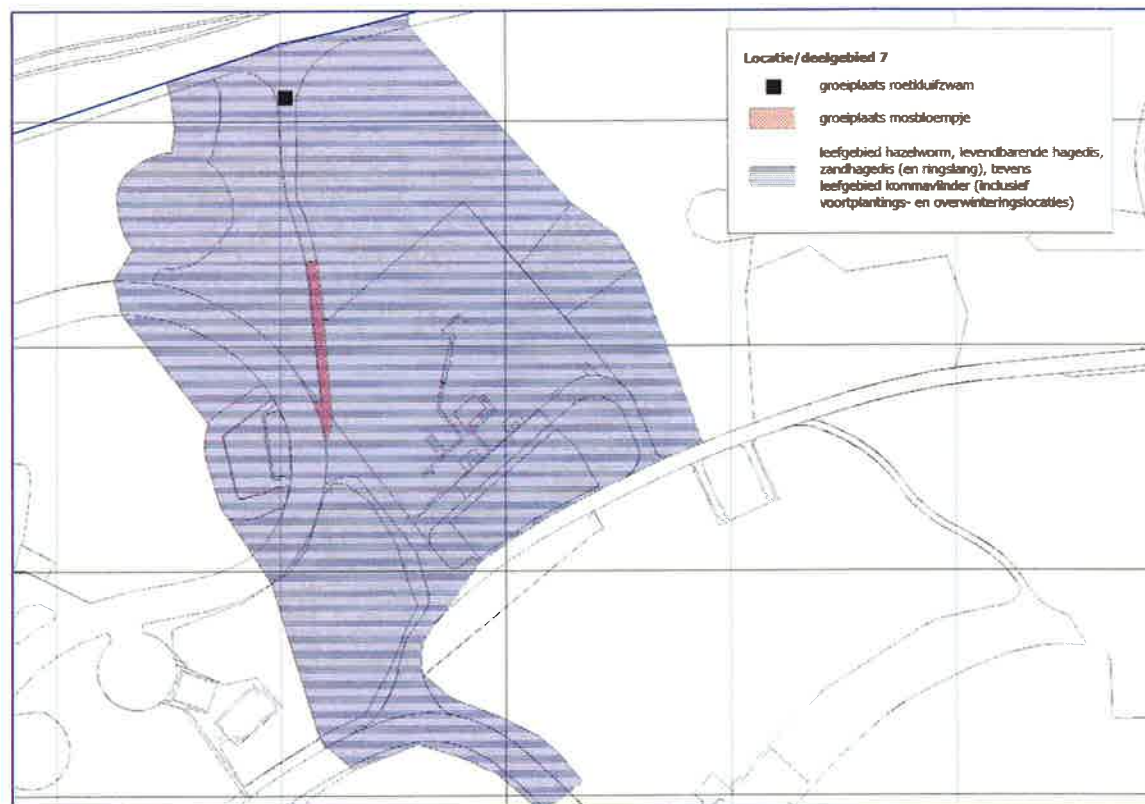 Locatie/deelgebied 7
groeiplaats roetkluifzwam
groeiplaats mosbloempje
leefgebied hazelworm, levendbarende hagedis,
zandhagedis (en ringslang), tevens
leefgebied kommavlinder (inclusief
voortplantings- en overwinteringslocaties)